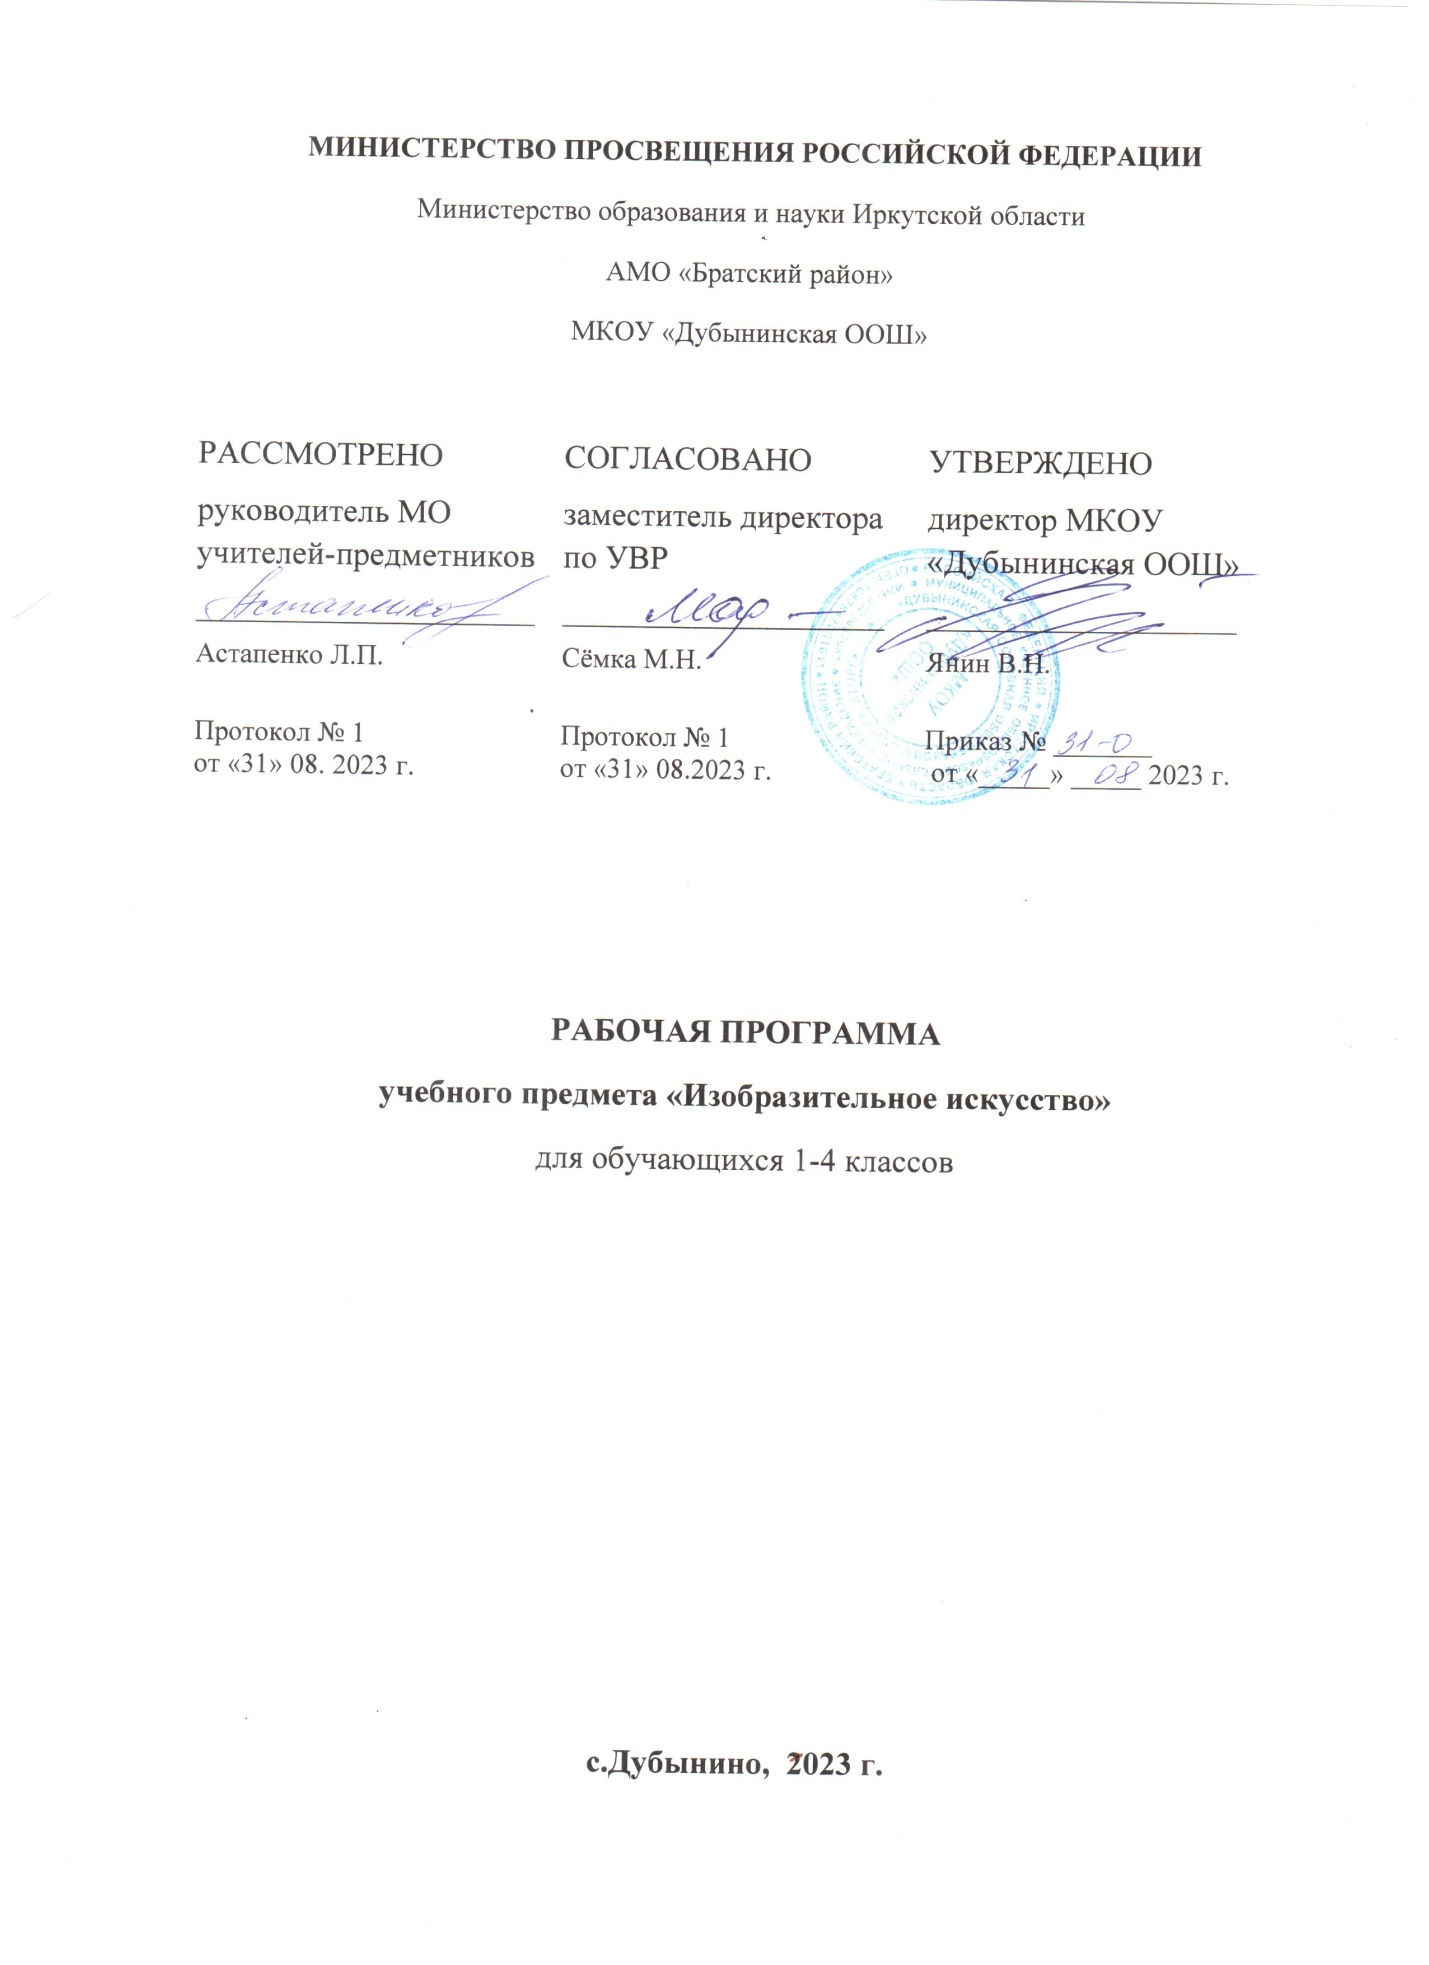 МИНИСТЕРСТВО ПРОСВЕЩЕНИЯ РОССИЙСКОЙ ФЕДЕРАЦИИ
Министерство образования и науки Иркутской области
АМО «Братский район»
МКОУ «Дубынинская ООШ»
РАССМОТРЕНО
руководитель МО
учителей-предметников
Астапенко
Астапенко Л.П.
Протокол № 1
от «31» 08. 2023 г.
СОГЛАСОВАНО
заместитель директора
по УВР
Сёмка М.Н.
Протокол № 1
от «31» 08.2023 г.
УТВЕРЖДЕНО
директор МКОУ
«Дубынинская ООШ»
Янин В.Н.
Приказ № 31-О
от «31» 08 2023 г.
РАБОЧАЯ ПРОГРАММА
учебного предмета «Изобразительное искусство»
для обучающихся 1-4 классов
с.Дубынино, 2023 г.